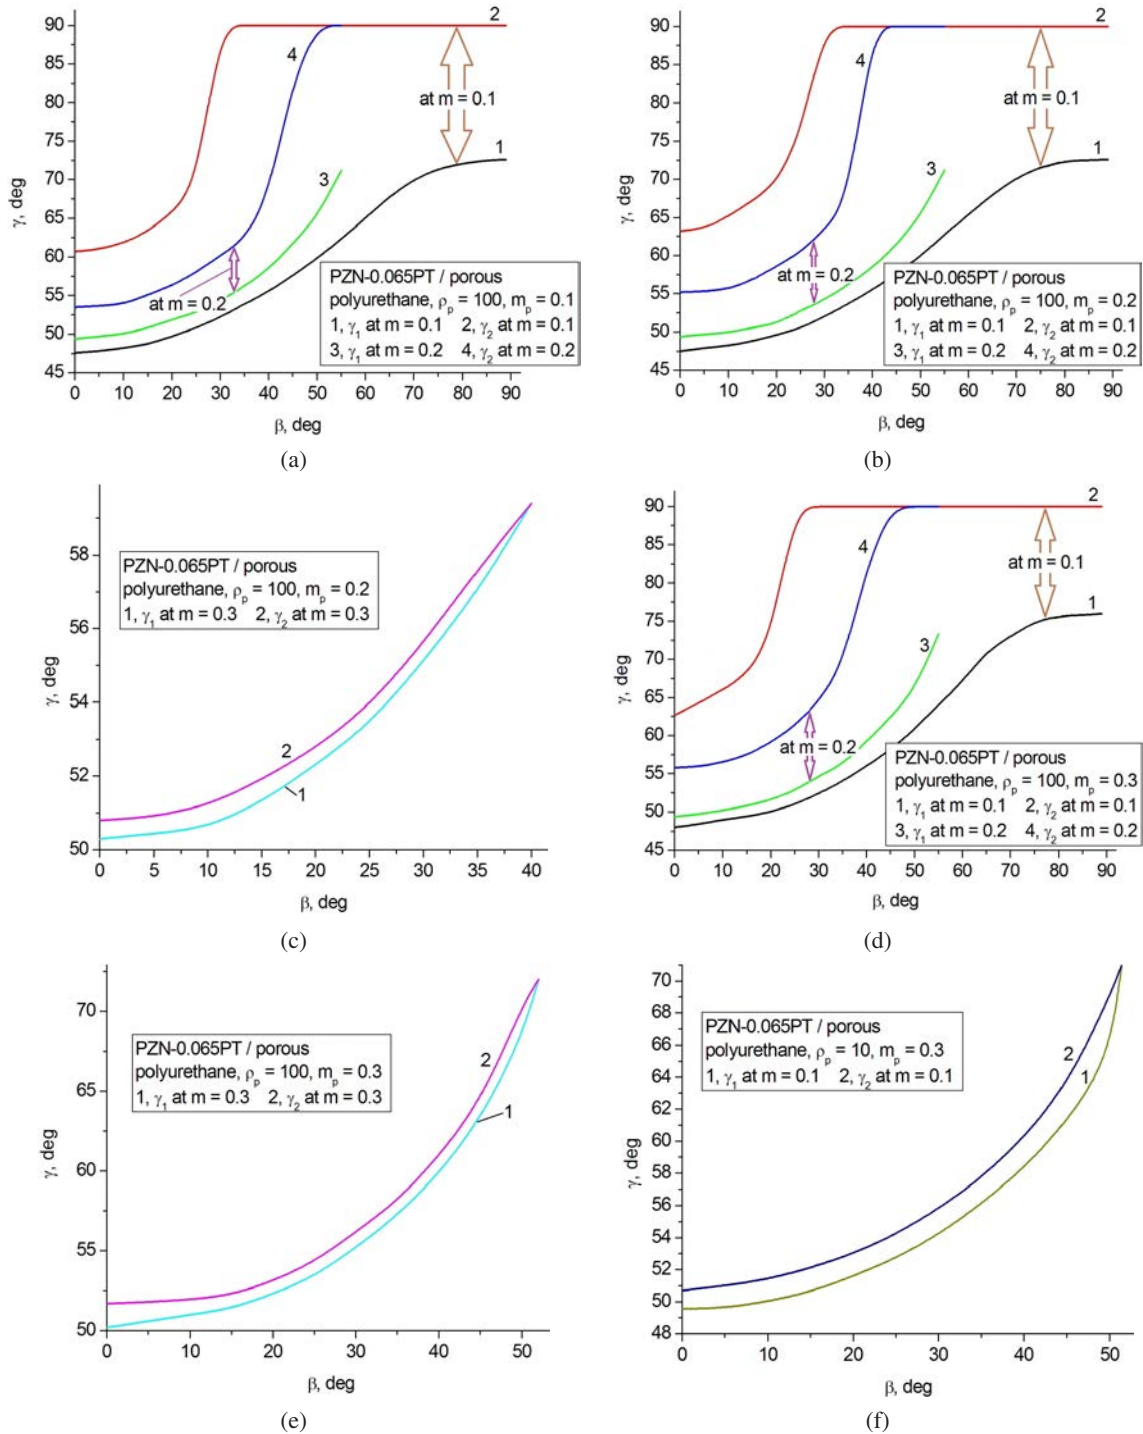 90
85
80
75
70
65
60
55
50
45
γ, deg
2
4
at m = 0.1
1
3
at m = 0.2
PZN-0.065PT / porous
polyurethane, ρp = 100, mp = 0.1
1, γ1 at m = 0.1 2, γ2 at m = 0.1
3, γ1 at m = 0.2 4, γ2 at m = 0.2
0 10 20 30 40 50 60 70 80 90
β, deg
(a)
90
85
80
75
70
65
60
55
50
45
γ, deg
2
4
at m = 0.1
1
3
at m = 0.2
PZN-0.065PT / porous
polyurethane, ρp = 100, mp = 0.2
1, γ1 at m = 0.1 2, γ2 at m = 0.1
3, γ1 at m = 0.2 4, γ2 at m = 0.2
0 10 20 30 40 50 60 70 80 90
β, deg
(b)
58
56
54
52
50
γ, deg
PZN-0.065PT / porous
polyurethane, ρp = 100, mp = 0.2
1, γ1 at m = 0.3 2, γ2 at m = 0.3
2
1
0 5 10 15 20 25 30 35 40
β, deg
(c)
90
85
80
75
70
65
60
55
50
45
γ, deg
2
4
at m = 0.1
1
3
at m = 0.2
PZN-0.065PT / porous
polyurethane, ρp = 100, mp = 0.3
1, γ1 at m = 0.1 2, γ2 at m = 0.1
3, γ1 at m = 0.2 4, γ2 at m = 0.2
0 10 20 30 40 50 60 70 80 90
β, deg
(d)
70
65
60
55
50
γ, deg
PZN-0.065PT / porous
polyurethane, ρp = 100, mp = 0.3
1, γ1 at m = 0.3 2, γ2 at m = 0.3
2
1
0 10 20 30 40 50
β, deg
(e)
70
68
66
64
62
60
58
56
54
52
50
48
γ, deg
PZN-0.065PT / porous
polyurethane, ρp = 10, mp = 0.3
1, γ1 at m = 0.1 2, γ2 at m = 0.1
2
1
0 10 20 30 40 50
β, deg
(f)